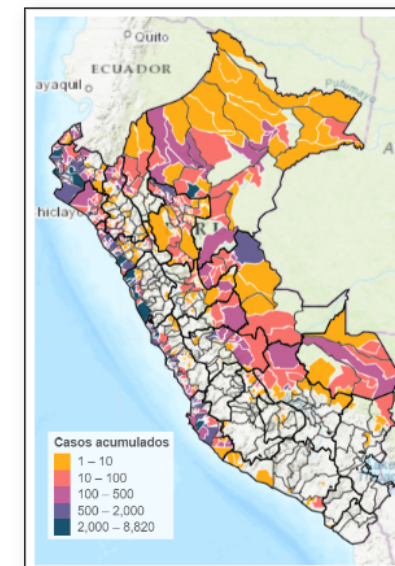 Quito
ECUADOR
ayaquil
Putumayo
A
hiclayo
R
Casos acumulados
1 – 10
10 – 100
100 – 500
500 – 2,000
2,000 – 8,820